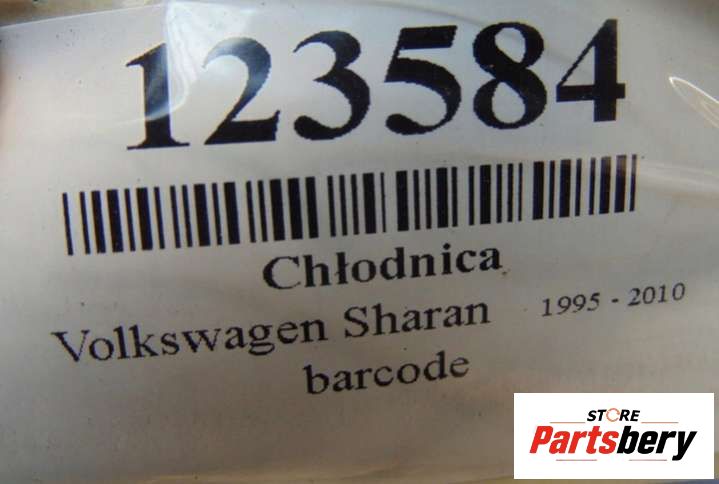 123584
Chłodnica
Volkswagen Sharan 1995 - 2010
barcode
STORE
Partsbery